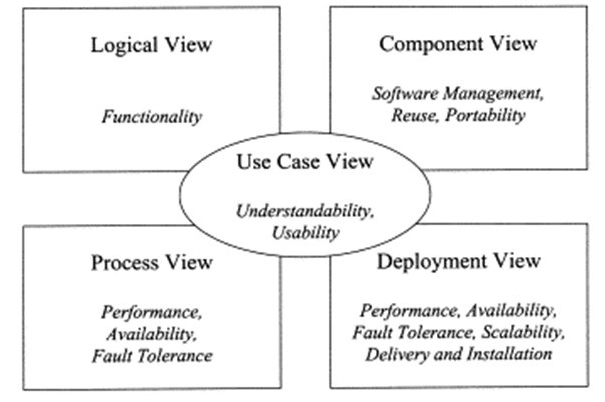 Logical View
Functionality
Component View
Software Management,
Reuse, Portability
Use Case View
Understandability,
Usability
Process View
Performance,
Availability,
Fault Tolerance
Deployment View
Performance, Availability,
Fault Tolerance, Scalability,
Delivery and Installation